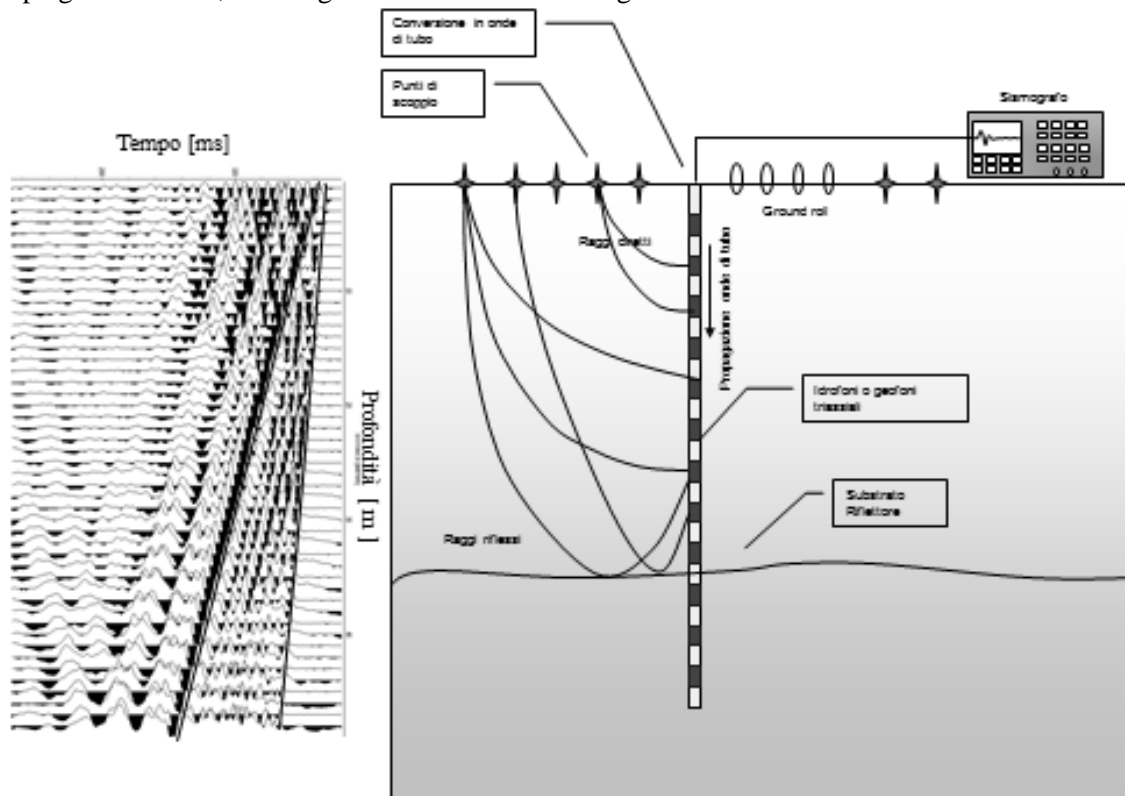 Conversione in onde
di tubo
Punti di
scoppio
Sismografo
Tempo [ms]
Ground roll
Raggi diretti
Propagazione onde di tubo
Profondità [ m ]
Idrofoni o geofoni
triassiali
Substrato
Riflettore
Raggi riflessi